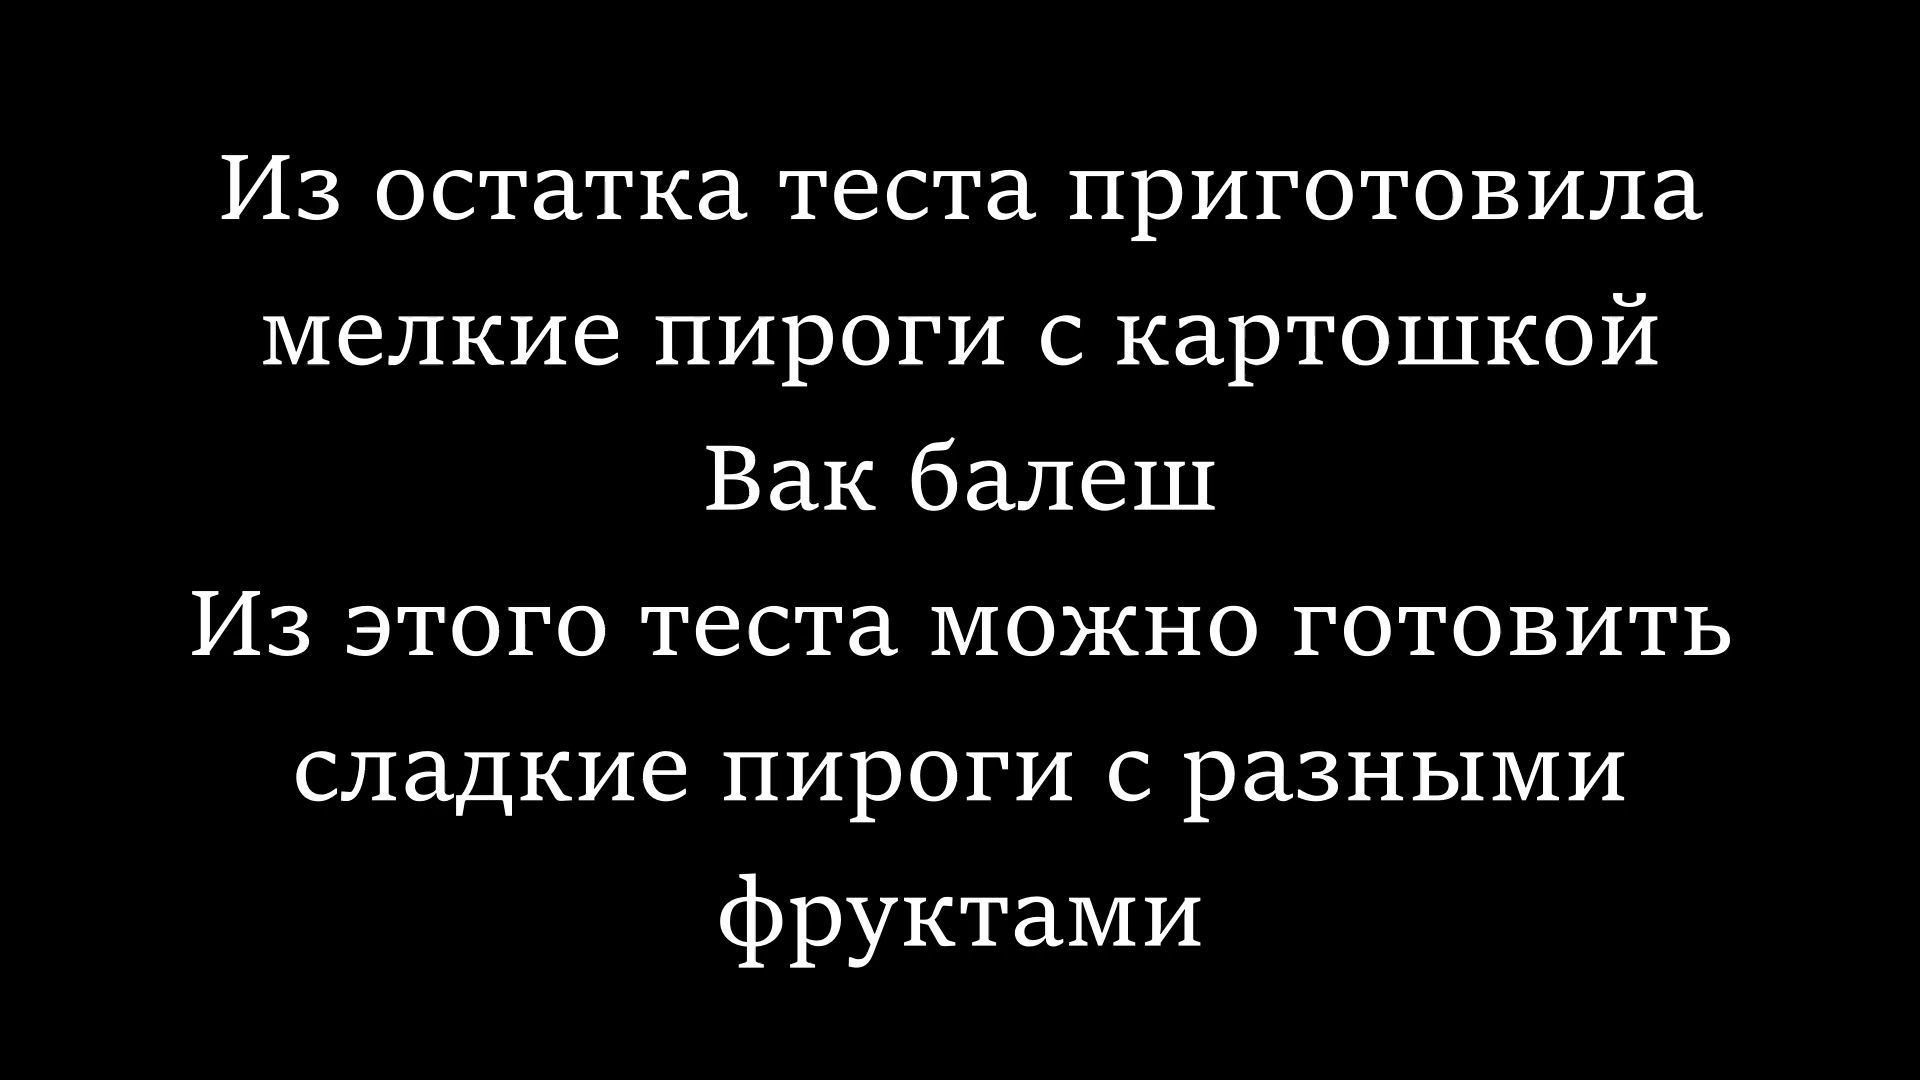 Из остатка теста приготовила
мелкие пироги с картошкой
Вак балеш
Из этого теста можно готовить
сладкие пироги с разными
фруктами